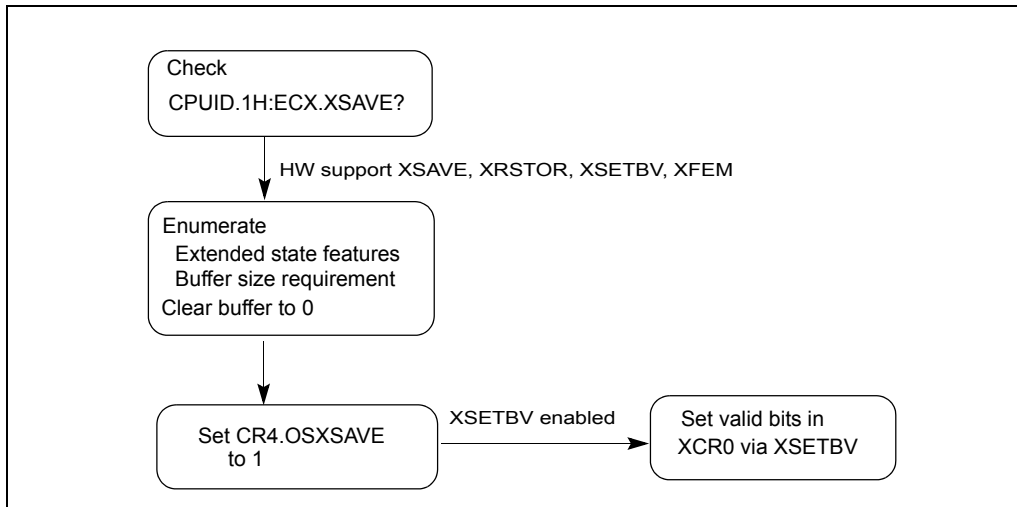 Check
CPUID.1H:ECX.XSAVE?
HW support XSAVE, XRSTOR, XSETBV, XFEM
Enumerate
Extended state features
Buffer size requirement
Clear buffer to 0
Set CR4.OSXSAVE
to 1
XSETBV enabled
Set valid bits in
XCR0 via XSETBV